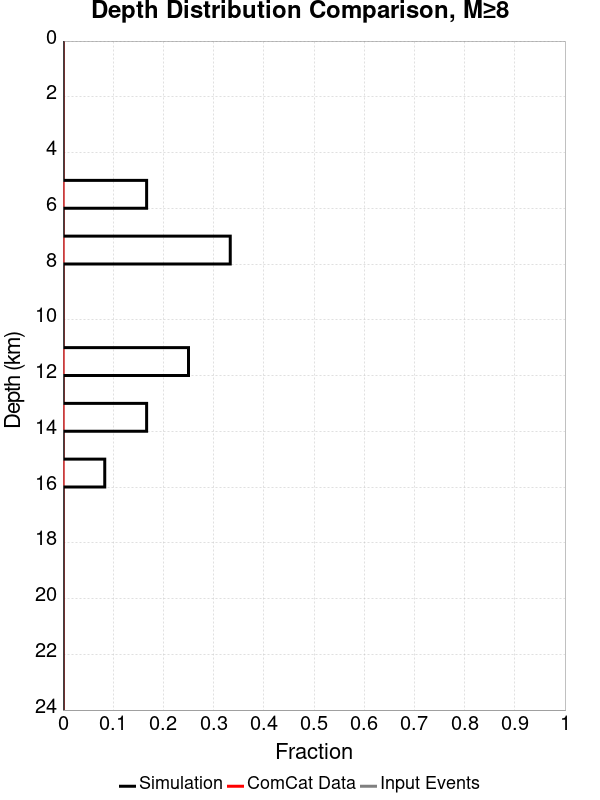 Depth Distribution Comparison, M≥8
0
2
4
6
8
10
12
14
16
18
20
22
24
Depth (km)
0 0.1 0.2 0.3 0.4 0.5 0.6 0.7 0.8 0.9 1
Fraction
Simulation ComCat Data Input Events